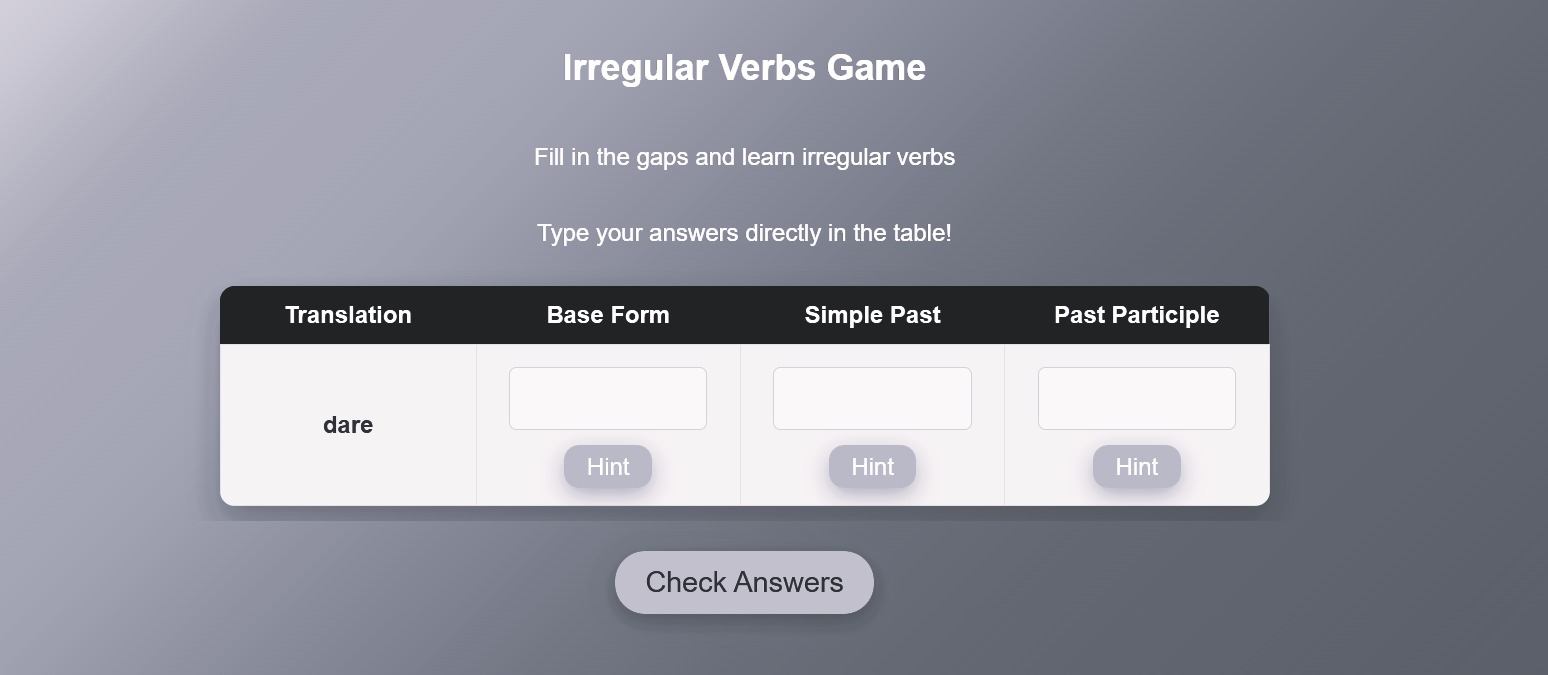 Irregular Verbs Game
Fill in the gaps and learn irregular verbs
Type your answers directly in the table!
Translation Base Form Simple Past Past Participle
dare
Hint Hint Hint
Check Answers